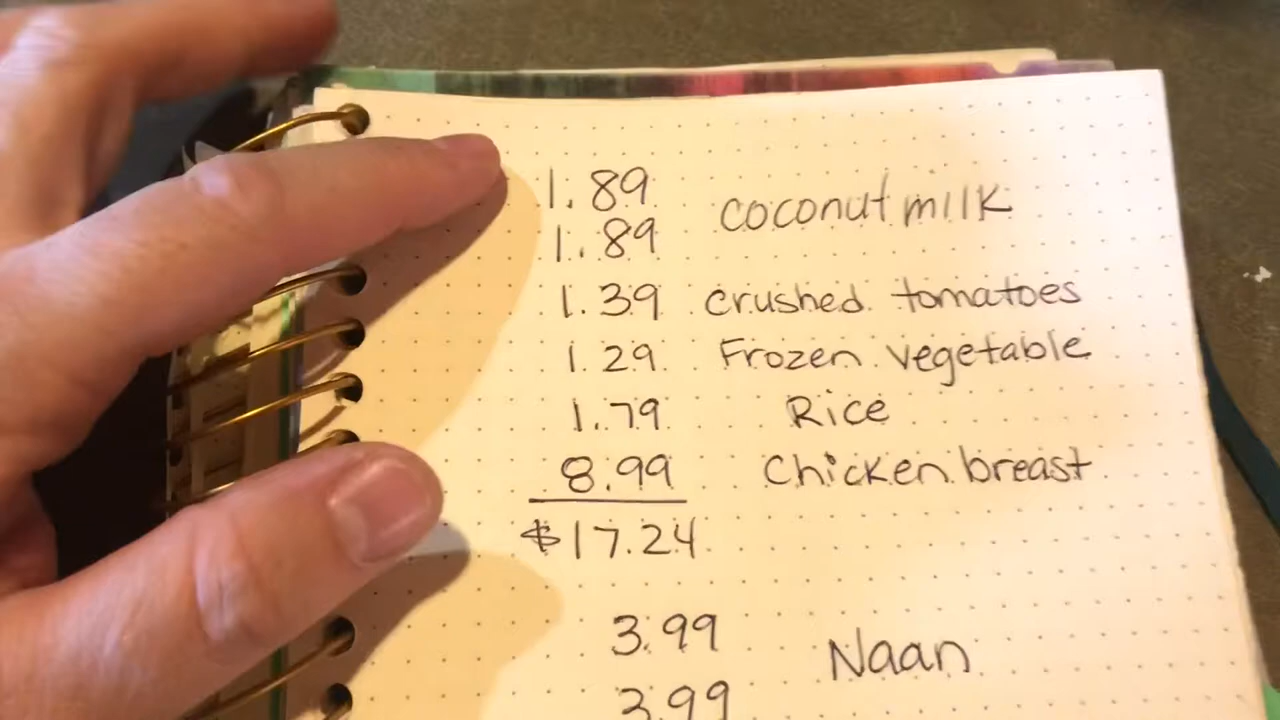 1.89 coconut milk
1.89
1.39 crushed tomatoes
1.29 Frozen vegetable
1.79 Rice
8.99 Chicken breast
$17.24
3.99 Naan
3.99